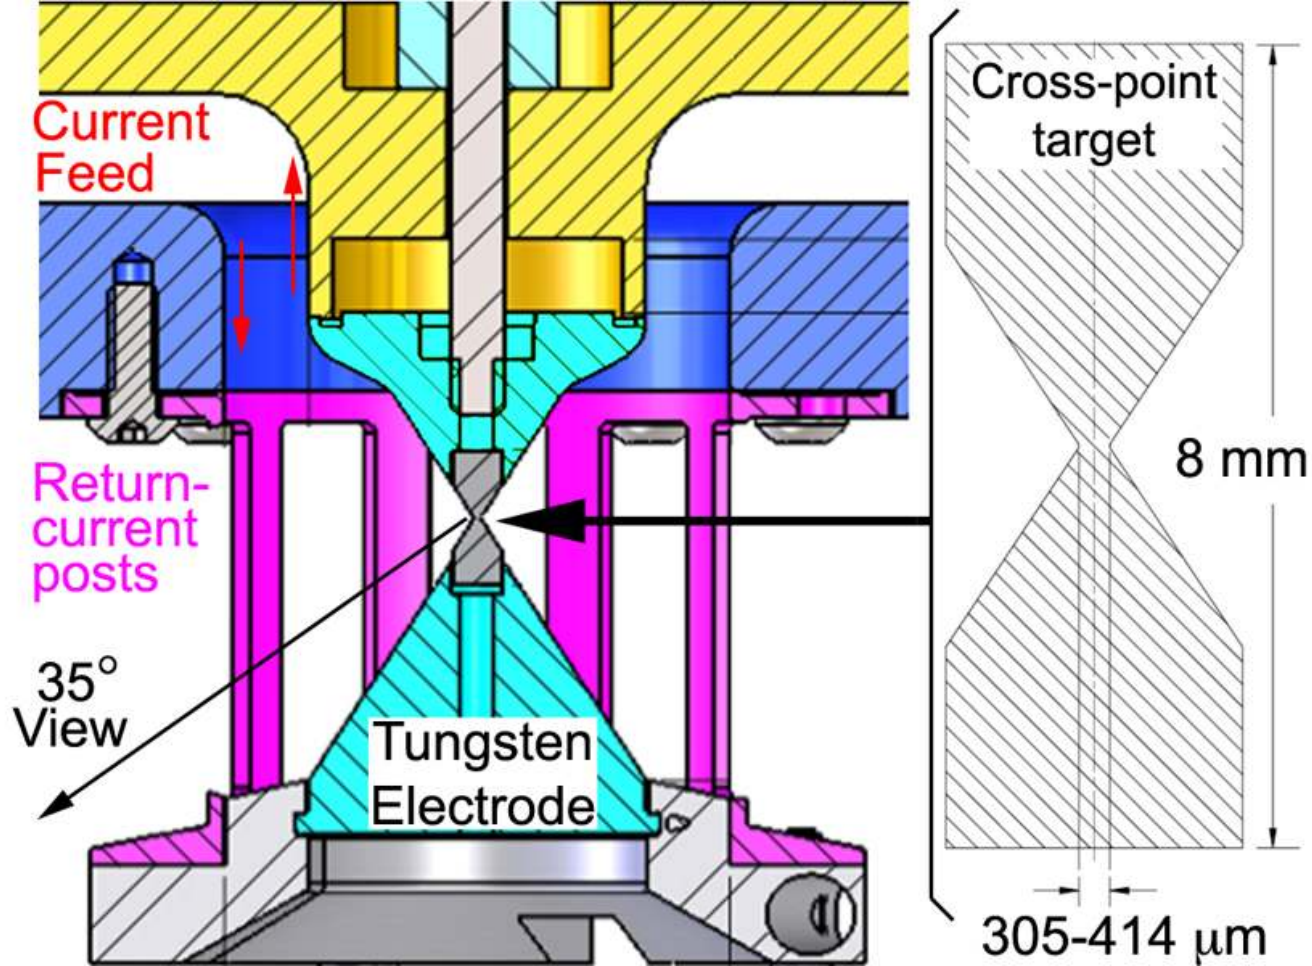 Current
Feed
Return-
current
posts
35°
View
Tungsten
Electrode
Cross-point
target
8 mm
305-414 μm